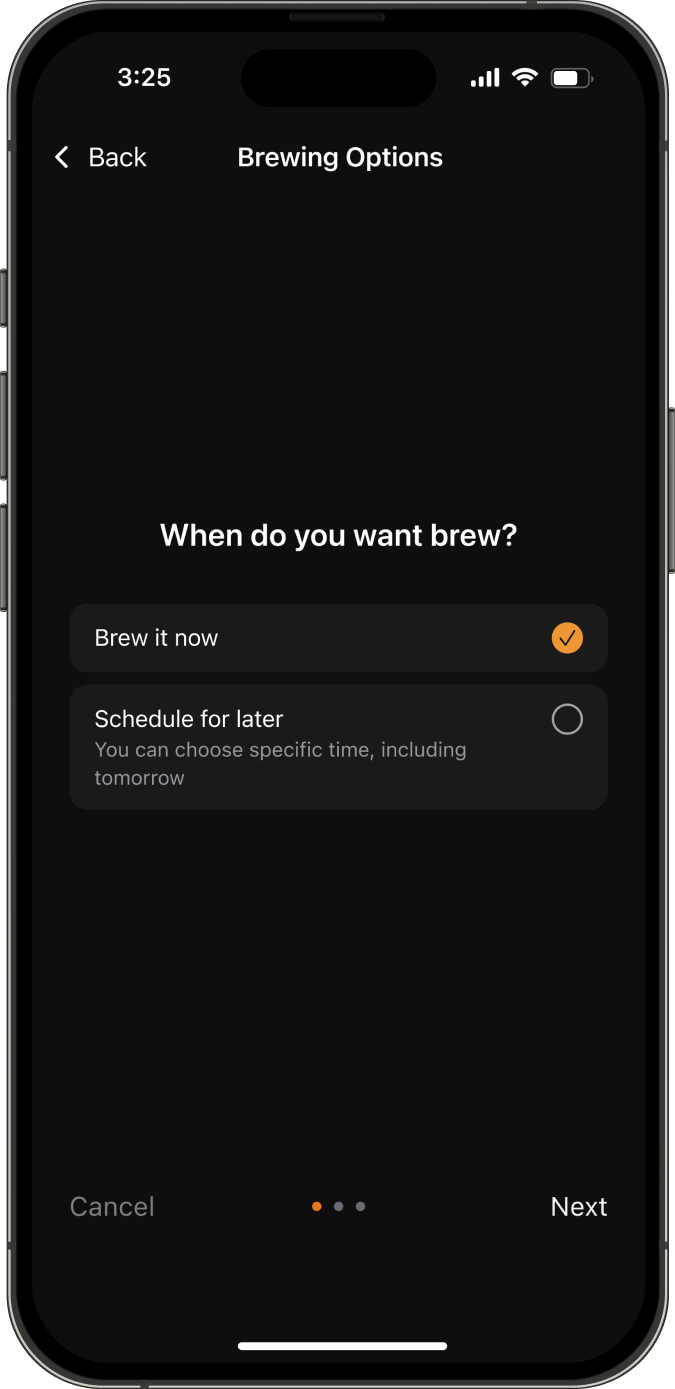 3:25
Back
Brewing Options
When do you want brew?
Brew it now
Schedule for later
You can choose specific time, including
tomorrow
Cancel
Next